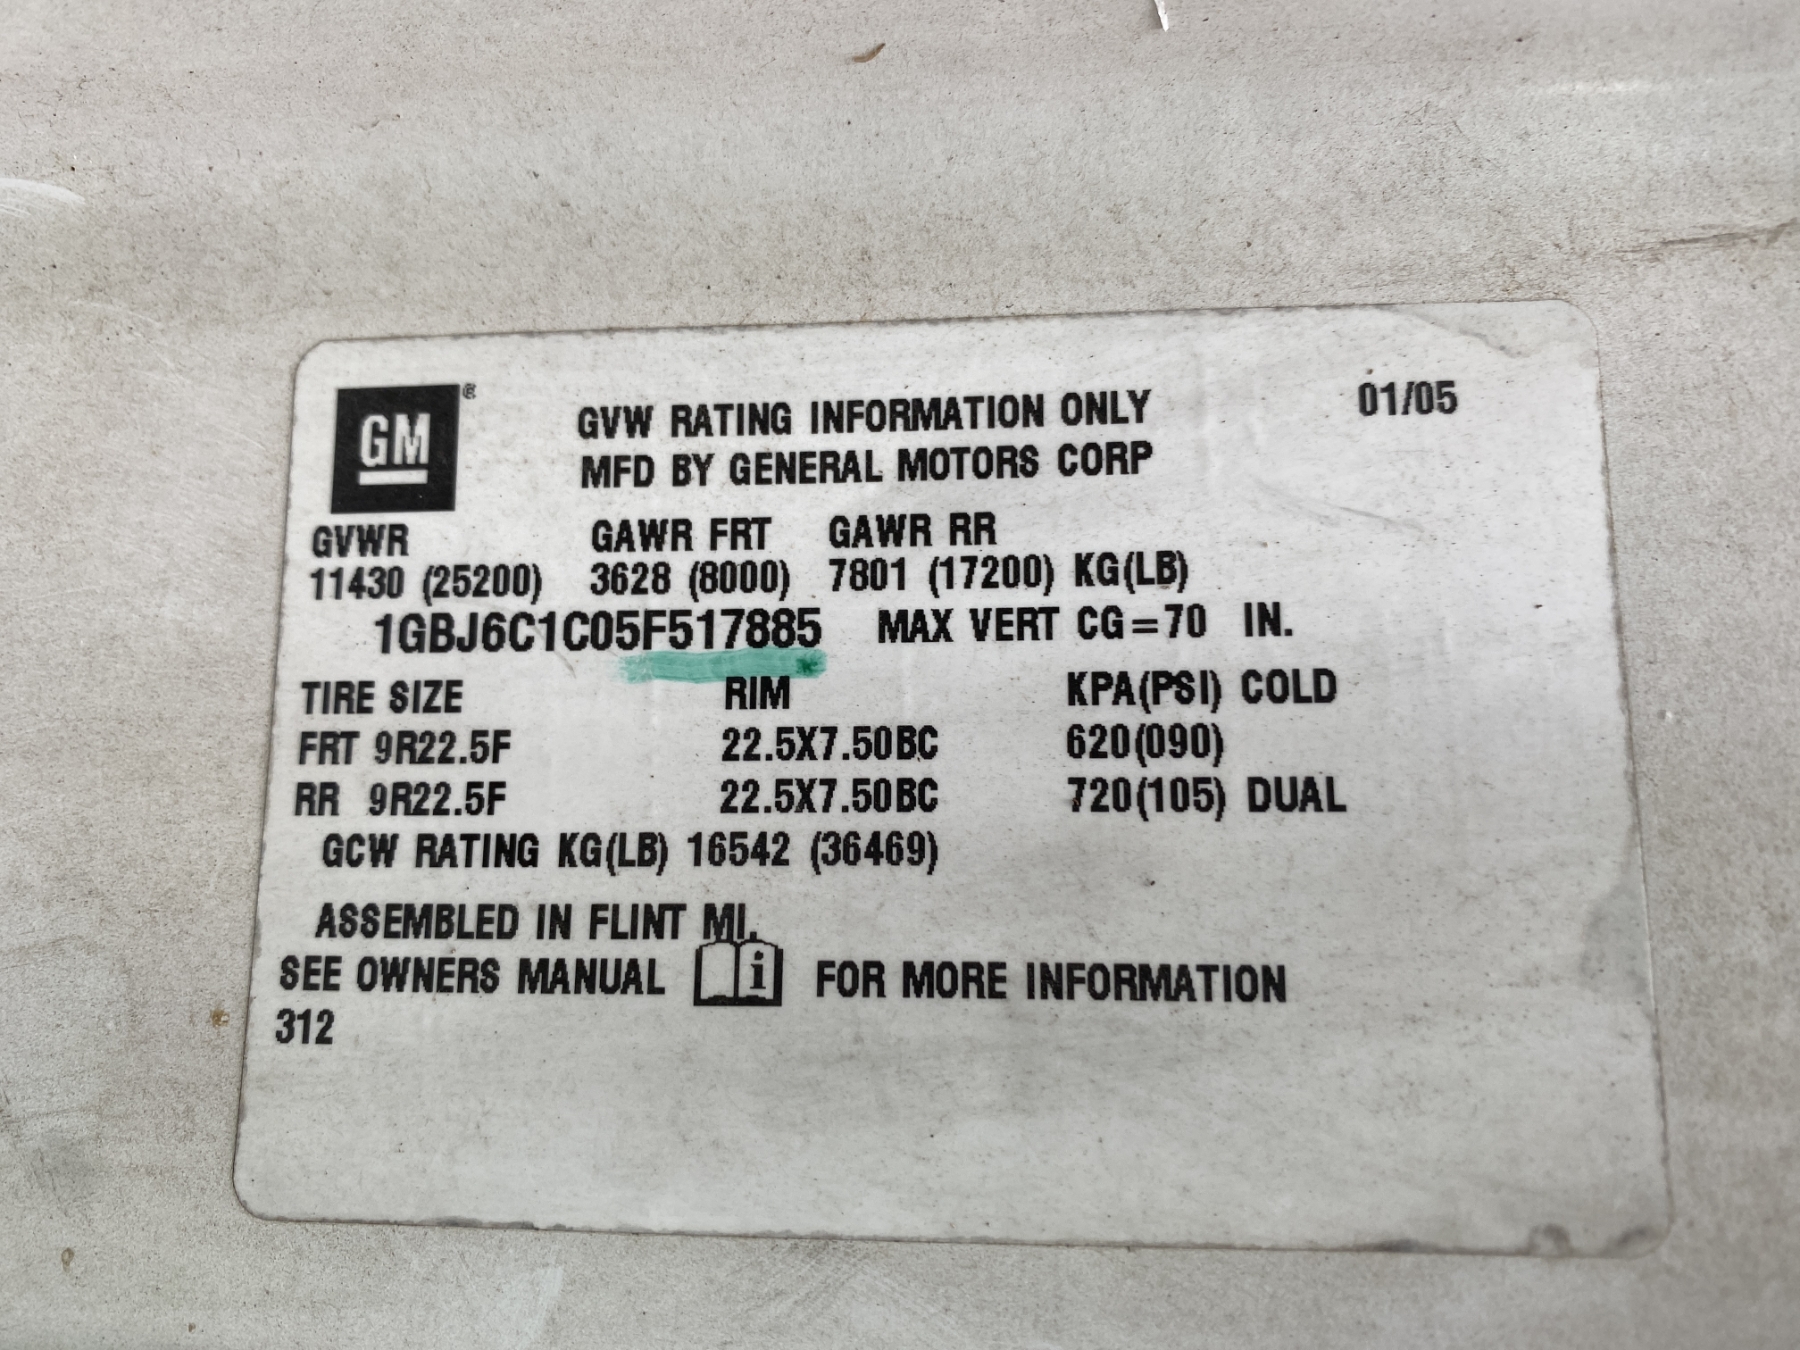 GM ®
GVW RATING INFORMATION ONLY 01/05
MFD BY GENERAL MOTORS CORP
GVWR GAWR FRT GAWR RR
11430 (25200) 3628 (8000) 7801 (17200) KG(LB)
1GBJ6C1C05F517885 MAX VERT CG=70 IN.
TIRE SIZE RIM KPA(PSI) COLD
FRT 9R22.5F 22.5X7.50BC 620(090)
RR 9R22.5F 22.5X7.50BC 720(105) DUAL
GCW RATING KG(LB) 16542 (36469)
ASSEMBLED IN FLINT MI.
SEE OWNERS MANUAL i FOR MORE INFORMATION
312